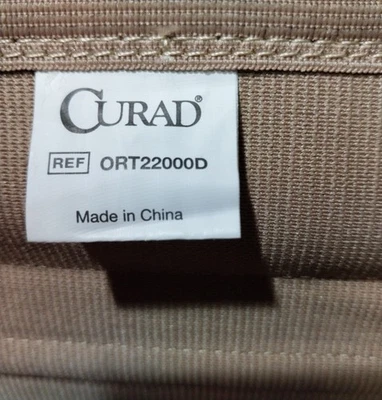 CURAD®
REF ORT22000D
Made in China